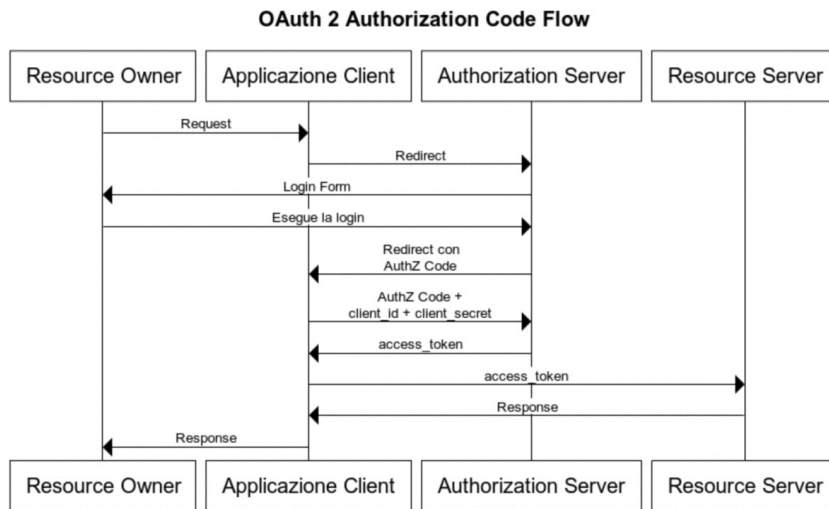 OAuth 2 Authorization Code Flow
Resource Owner
Applicazione Client
Authorization Server
Resource Server
Request
Redirect
Login Form
Esegue la login
Redirect con
AuthZ Code
AuthZ Code +
client_id + client_secret
access_token
access_token
Response
Response
Resource Owner
Applicazione Client
Authorization Server
Resource Server